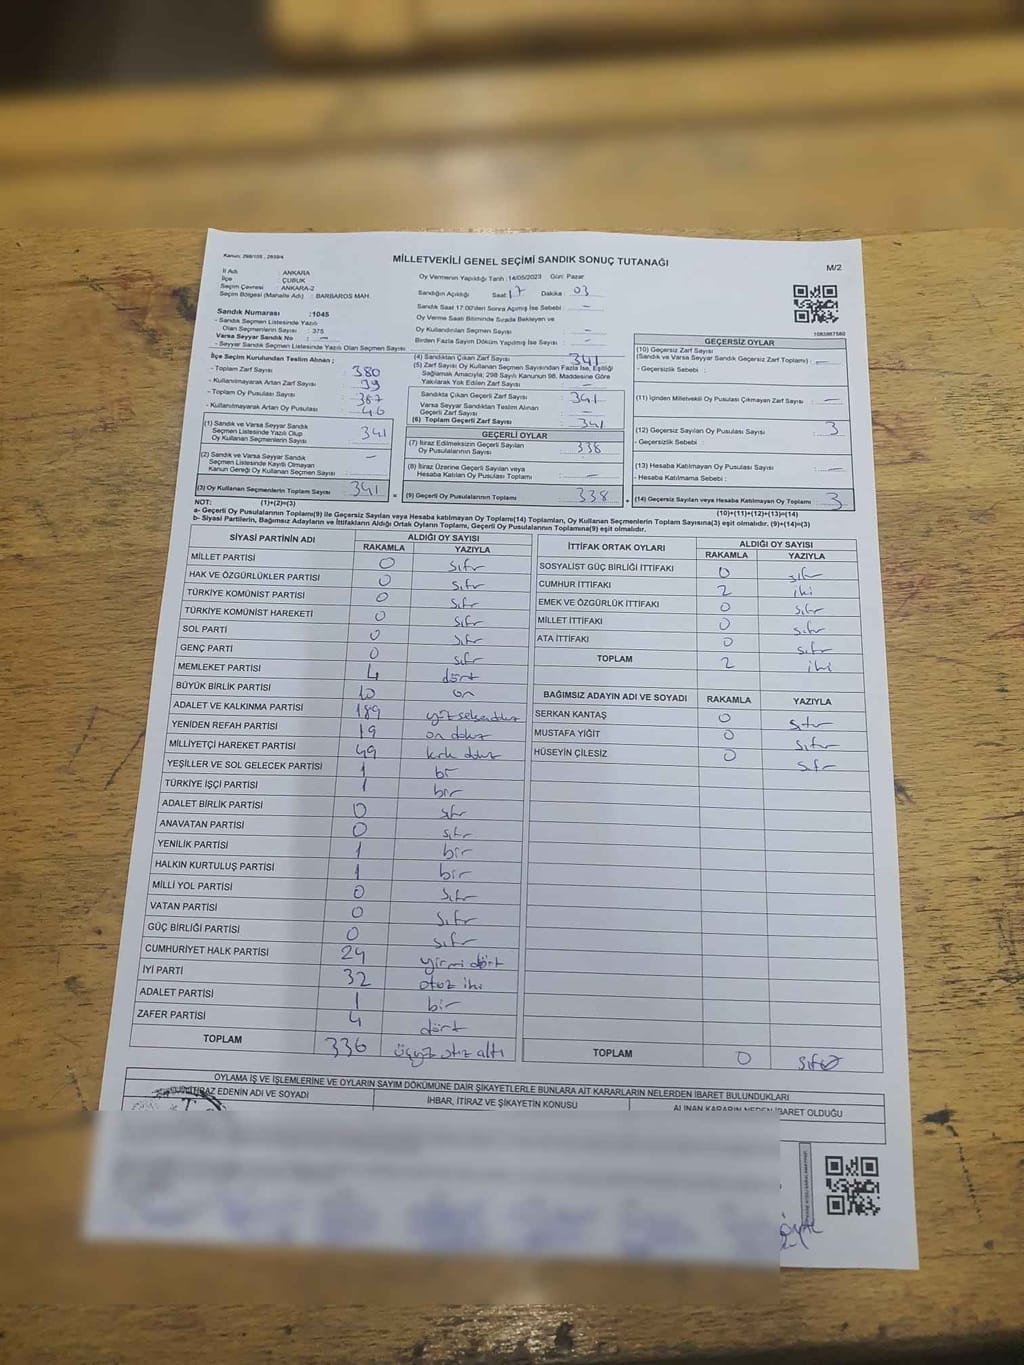 Kanun: 298/105 , 2839/4
MİLLETVEKİLİ GENEL SEÇİMİ SANDIK SONUÇ TUTANAĞI
M/2
İl Adı : ANKARA
İlçe : ÇUBUK
Seçim Çevresi : ANKARA-2
Seçim Bölgesi (Mahalle Adı) : BARBAROS MAH.
Sandık Numarası :1045
- Sandık Seçmen Listesinde Yazılı
Olan Seçmen Sayısı : 375
Varsa Seyyar Sandık No : —
- Seyyar Sandık Seçmen Listesinde Yazılı Olan Seçmen Sayısı :
Oy Vermenin Yapıldığı Tarih :14/05/2023 Gün: Pazar
Sandığın Açıldığı Saat 17 Dakika : 03
Sandık Saat 17:00'den Sonra Açılmış İse Sebebi : —
Oy Verme Saati Bitiminde Sırada Bekleyen ve
Oy Kullandırılan Seçmen Sayısı : —
Birden Fazla Sayım Döküm Yapılmış İse Sayısı : —
1083867560
İlçe Seçim Kurulundan Teslim Alınan ;
- Toplam Zarf Sayısı : 380
- Kullanılmayarak Artan Zarf Sayısı : 39
- Toplam Oy Pusulası Sayısı : 387
- Kullanılmayarak Artan Oy Pusulası : 46
(1) Sandık ve Varsa Seyyar Sandık
Seçmen Listesinde Yazılı Olup
Oy Kullanan Seçmenlerin Sayısı : 341
(2) Sandık ve Varsa Seyyar Sandık
Seçmen Listesinde Kayıtlı Olmayan
Kanun Gereği Oy Kullanan Seçmen Sayısı : —
(3) Oy Kullanan Seçmenlerin Toplam Sayısı : 341
(1)+(2)=(3)
(4) Sandıktan Çıkan Zarf Sayısı : 341
(5) Zarf Sayısı Oy Kullanan Seçmen Sayısından Fazla İse, Eşitliği
Sağlamak Amacıyla; 298 Sayılı Kanunun 98. Maddesine Göre
Yakılarak Yok Edilen Zarf Sayısı : —
Sandıkta Çıkan Geçerli Zarf Sayısı : 341
Varsa Seyyar Sandıktan Teslim Alınan
Geçerli Zarf Sayısı : —
(6) Toplam Geçerli Zarf Sayısı : 341
GEÇERLİ OYLAR
(7) İtiraz Edilmeksizin Geçerli Sayılan
Oy Pusulasının Sayısı : 338
(8) İtiraz Üzerine Geçerli Sayılan veya
Hesaba Katılan Oy Pusulası Toplamı : —
= (9) Geçerli Oy Pusulalarının Toplamı : 338
GEÇERSİZ OYLAR
(10) Geçersiz Zarf Sayısı
(Sandık ve Varsa Seyyar Sandık Geçersiz Zarf Toplamı) : —
- Geçersizlik Sebebi :
(11) İçinden Milletvekili Oy Pusulası Çıkmayan Zarf Sayısı : —
(12) Geçersiz Sayılan Oy Pusulası Sayısı : 3
- Geçersizlik Sebebi :
(13) Hesaba Katılmayan Oy Pusulası Sayısı : —
- Hesaba Katılmama Sebebi :
+ (14) Geçersiz Sayılan veya Hesaba Katılmayan Oy Toplamı : 3
(10)+(11)+(12)+(13)=(14)
NOT:
a- Geçerli Oy Pusulalarının Toplamı(9) ile Geçersiz Sayılan veya Hesaba katılmayan Oy Toplamı(14) Toplamları, Oy Kullanan Seçmenlerin Toplam Sayısına(3) eşit olmalıdır. (9)+(14)=(3)
b- Siyasi Partilerin, Bağımsız Adayların ve İttifakların Aldığı Ortak Oyların Toplamı, Geçerli Oy Pusulalarının Toplamına(9) eşit olmalıdır.
SİYASİ PARTİNİN ADI ALDIĞI OY SAYISI
RAKAMLA YAZIYLA
MİLLET PARTİSİ 0 sıfır
HAK VE ÖZGÜRLÜKLER PARTİSİ 0 sıfır
TÜRKİYE KOMÜNİST PARTİSİ 0 sıfır
TÜRKİYE KOMÜNİST HAREKETİ 0 sıfır
SOL PARTİ 0 sıfır
GENÇ PARTİ 0 sıfır
MEMLEKET PARTİSİ 4 dört
BÜYÜK BİRLİK PARTİSİ 10 on
ADALET VE KALKINMA PARTİSİ 189 yüzseksendokuz
YENİDEN REFAH PARTİSİ 19 on dokuz
MİLLİYETÇİ HAREKET PARTİSİ 49 kırk dokuz
YEŞİLLER VE SOL GELECEK PARTİSİ 1 bir
TÜRKİYE İŞÇİ PARTİSİ 1 bir
ADALET BİRLİK PARTİSİ 0 sıfır
ANAVATAN PARTİSİ 0 sıfır
YENİLİK PARTİSİ 1 bir
HALKIN KURTULUŞ PARTİSİ 1 bir
MİLLİ YOL PARTİSİ 0 sıfır
VATAN PARTİSİ 0 sıfır
GÜÇ BİRLİĞİ PARTİSİ 0 sıfır
CUMHURİYET HALK PARTİSİ 24 yirmi dört
İYİ PARTİ 32 otuz iki
ADALET PARTİSİ 1 bir
ZAFER PARTİSİ 4 dört
TOPLAM 336 üçyüz otuz altı
İTTİFAK ORTAK OYLARI ALDIĞI OY SAYISI
RAKAMLA YAZIYLA
SOSYALİST GÜÇ BİRLİĞİ İTTİFAKI 0 sıfır
CUMHUR İTTİFAKI 2 iki
EMEK VE ÖZGÜRLÜK İTTİFAKI 0 sıfır
MİLLET İTTİFAKI 0 sıfır
ATA İTTİFAKI 0 sıfır
TOPLAM 2 iki
BAĞIMSIZ ADAYIN ADI VE SOYADI RAKAMLA YAZIYLA
SERKAN KANTAŞ 0 sıfır
MUSTAFA YİĞİT 0 sıfır
HÜSEYİN ÇİLESİZ 0 sıfır
TOPLAM 0 sıfır
OYLAMA İŞ VE İŞLEMLERİNE VE OYLARIN SAYIM DÖKÜMÜNE DAİR ŞİKAYETLERLE BUNLARA AİT KARARLARIN NELERDEN İBARET BULUNDUKLARI
İTİRAZ EDENİN ADI VE SOYADI
İHBAR, İTİRAZ VE ŞİKAYETİN KONUSU
ALINAN KARARIN NEDEN İBARET OLDUĞU